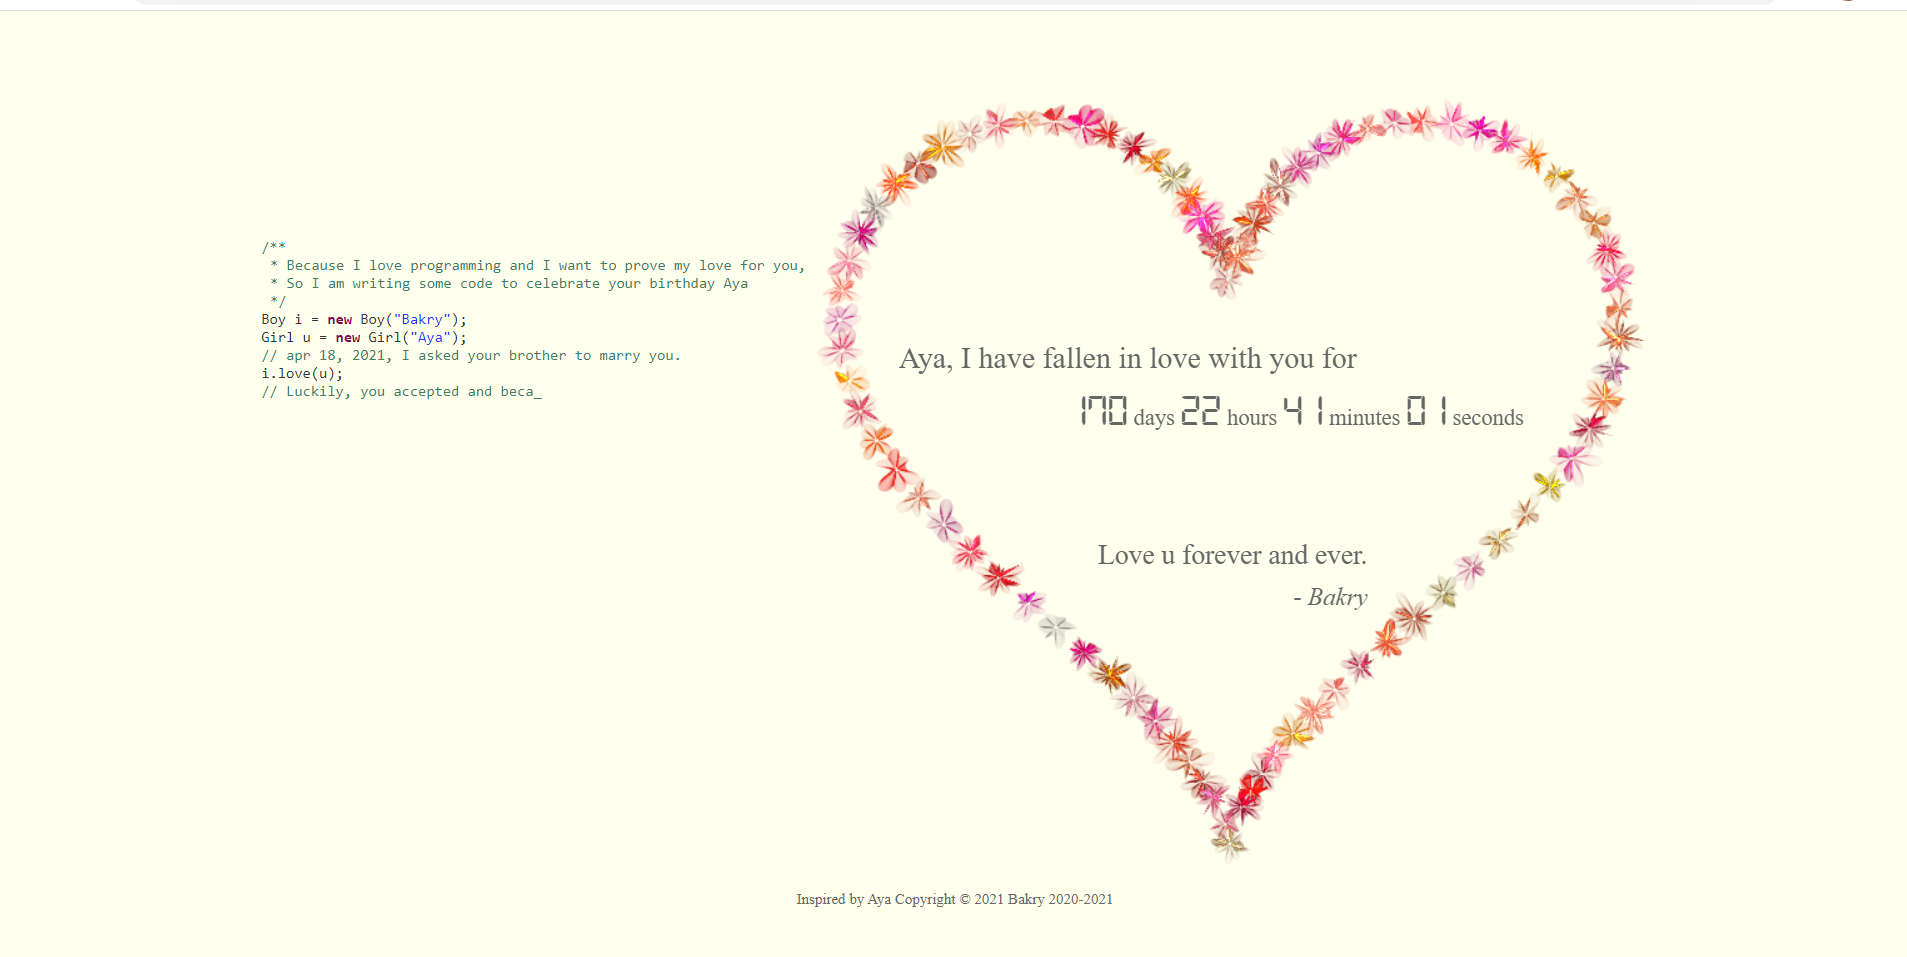 /**
 * Because I love programming and I want to prove my love for you,
 * So I am writing some code to celebrate your birthday Aya
 */
Boy i = new Boy("Bakry");
Girl u = new Girl("Aya");
// apr 18, 2021, I asked your brother to marry you.
i.love(u);
// Luckily, you accepted and beca_
Aya, I have fallen in love with you for
170 days 22 hours 41 minutes 01 seconds
Love u forever and ever.
- Bakry
Inspired by Aya Copyright © 2021 Bakry 2020-2021